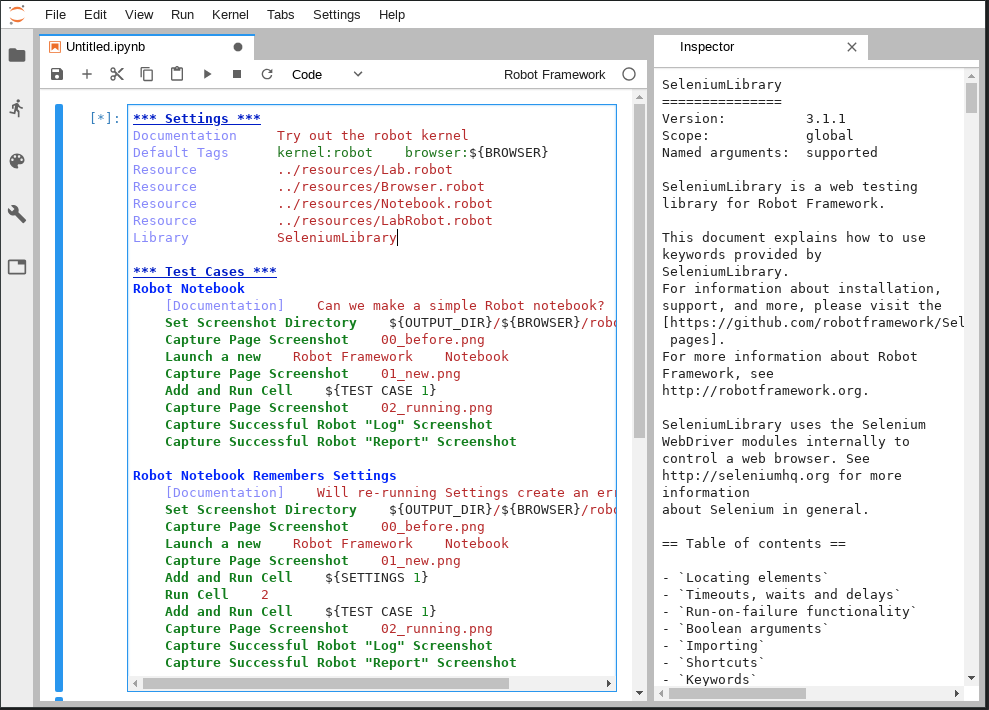 File Edit View Run Kernel Tabs Settings Help
Untitled.ipynb
Code
Robot Framework
[*]:
*** Settings ***
Documentation     Try out the robot kernel
Default Tags      kernel:robot    browser:${BROWSER}
Resource          ../resources/Lab.robot
Resource          ../resources/Browser.robot
Resource          ../resources/Notebook.robot
Resource          ../resources/LabRobot.robot
Library           SeleniumLibrary
*** Test Cases ***
Robot Notebook
    [Documentation]    Can we make a simple Robot notebook?
    Set Screenshot Directory    ${OUTPUT_DIR}/${BROWSER}/robo
    Capture Page Screenshot    00_before.png
    Launch a new    Robot Framework    Notebook
    Capture Page Screenshot    01_new.png
    Add and Run Cell    ${TEST CASE 1}
    Capture Page Screenshot    02_running.png
    Capture Successful Robot "Log" Screenshot
    Capture Successful Robot "Report" Screenshot
Robot Notebook Remembers Settings
    [Documentation]    Will re-running Settings create an err
    Set Screenshot Directory    ${OUTPUT_DIR}/${BROWSER}/robo
    Capture Page Screenshot    00_before.png
    Launch a new    Robot Framework    Notebook
    Capture Page Screenshot    01_new.png
    Add and Run Cell    ${SETTINGS 1}
    Run Cell    2
    Add and Run Cell    ${TEST CASE 1}
    Capture Page Screenshot    02_running.png
    Capture Successful Robot "Log" Screenshot
    Capture Successful Robot "Report" Screenshot
Inspector
SeleniumLibrary
===============
Version:          3.1.1
Scope:            global
Named arguments:  supported
SeleniumLibrary is a web testing
library for Robot Framework.
This document explains how to use
keywords provided by
SeleniumLibrary.
For information about installation,
support, and more, please visit the
[https://github.com/robotframework/Sel
 pages].
For more information about Robot
Framework, see
http://robotframework.org.
SeleniumLibrary uses the Selenium
WebDriver modules internally to
control a web browser. See
http://seleniumhq.org for more
information
about Selenium in general.
== Table of contents ==
- `Locating elements`
- `Timeouts, waits and delays`
- `Run-on-failure functionality`
- `Boolean arguments`
- `Importing`
- `Shortcuts`
- `Keywords`